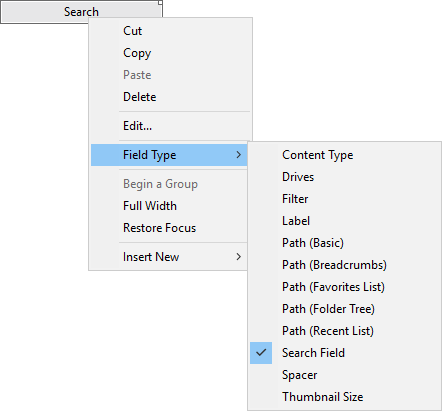 Search
Cut
Copy
Paste
Delete
Edit...
Field Type
Begin a Group
Full Width
Restore Focus
Insert New
Content Type
Drives
Filter
Label
Path (Basic)
Path (Breadcrumbs)
Path (Favorites List)
Path (Folder Tree)
Path (Recent List)
Search Field
Spacer
Thumbnail Size